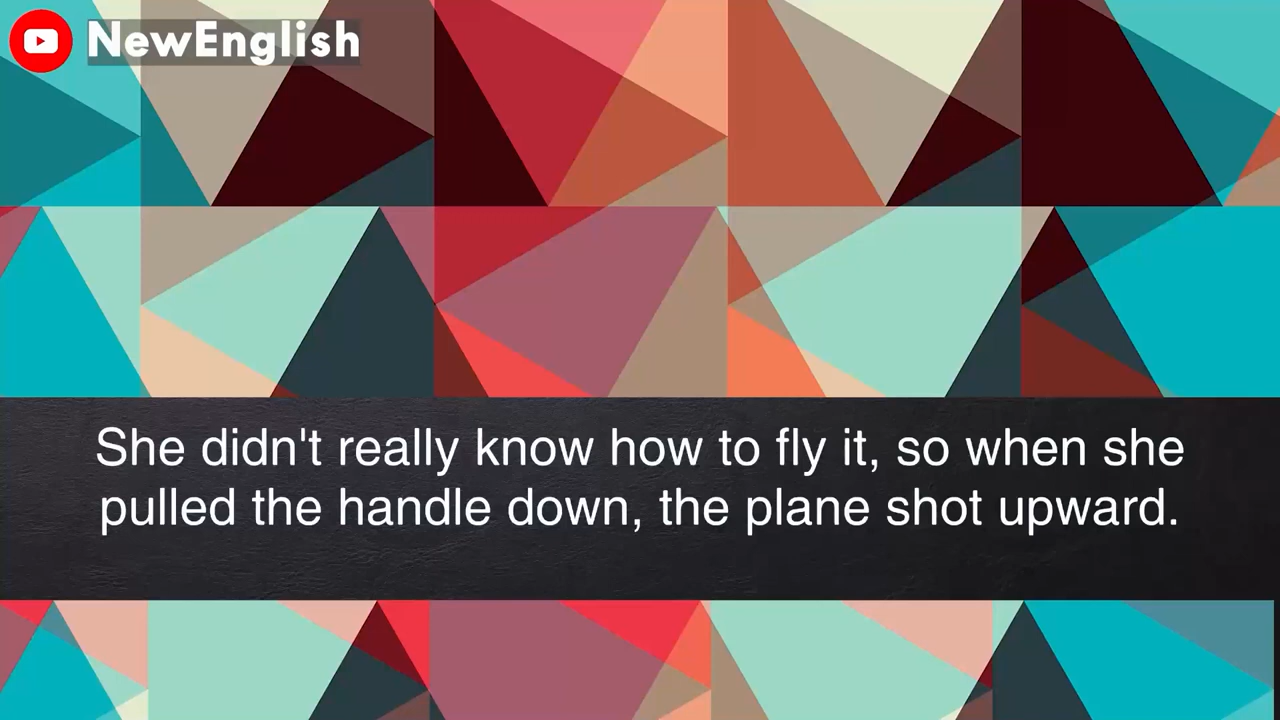 NewEnglish
She didn't really know how to fly it, so when she
pulled the handle down, the plane shot upward.